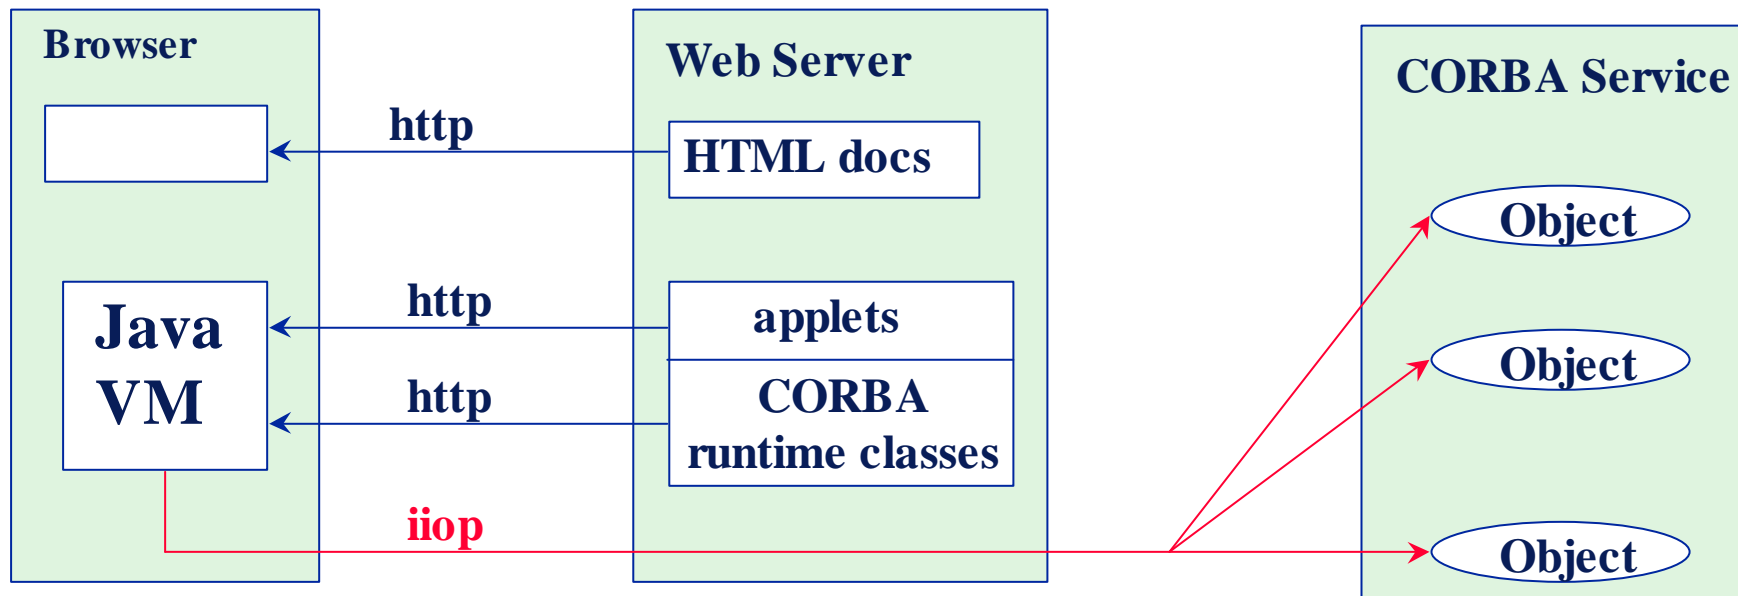 Browser
Web Server
CORBA Service
http
HTML docs
Object
http
applets
Java
VM
Object
http
CORBA
runtime classes
iiop
Object